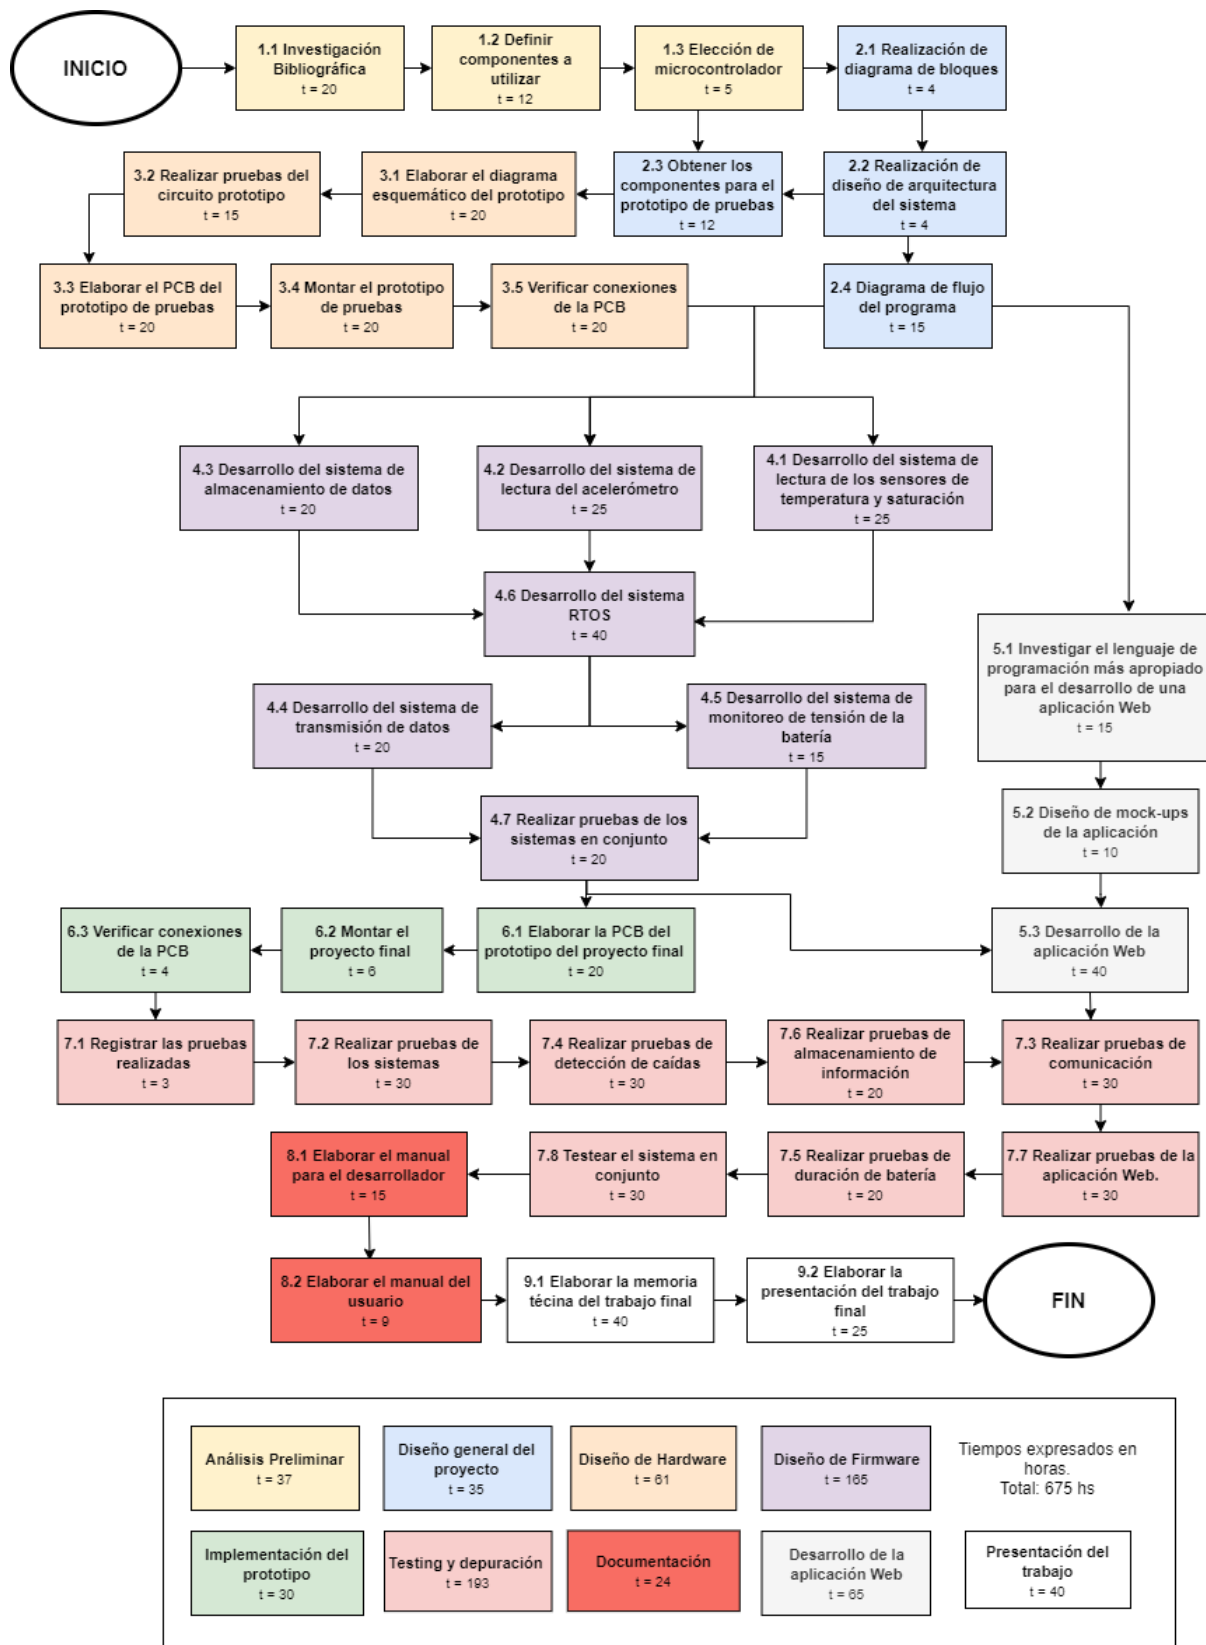 INICIO
1.1 Investigación
Bibliográfica
t = 20
1.2 Definir
componentes a
utilizar
t = 12
1.3 Elección de
microcontrolador
t = 5
2.1 Realización de
diagrama de bloques
t = 4
3.2 Realizar pruebas del
circuito prototipo
t = 15
3.1 Elaborar el diagrama
esquemático del prototipo
t = 20
2.3 Obtener los
componentes para el
prototipo de pruebas
t = 12
2.2 Realización de
diseño de arquitectura
del sistema
t = 4
3.3 Elaborar el PCB del
prototipo de pruebas
t = 20
3.4 Montar el prototipo
de pruebas
t = 20
3.5 Verificar conexiones
de la PCB
t = 20
2.4 Diagrama de flujo
del programa
t = 15
4.3 Desarrollo del sistema de
almacenamiento de datos
t = 20
4.2 Desarrollo del sistema de
lectura del acelerómetro
t = 25
4.1 Desarrollo del sistema de
lectura de los sensores de
temperatura y saturación
t = 25
4.6 Desarrollo del sistema
RTOS
t = 40
5.1 Investigar el lenguaje de
programación más apropiado
para el desarrollo de una
aplicación Web
t = 15
4.4 Desarrollo del sistema de
transmisión de datos
t = 20
4.5 Desarrollo del sistema de
monitoreo de tensión de la
batería
t = 15
4.7 Realizar pruebas de los
sistemas en conjunto
t = 20
5.2 Diseño de mock-ups
de la aplicación
t = 10
6.3 Verificar conexiones
de la PCB
t = 4
6.2 Montar el
proyecto final
t = 6
6.1 Elaborar la PCB del
prototipo del proyecto final
t = 20
5.3 Desarrollo de la
aplicación Web
t = 40
7.1 Registrar las pruebas
realizadas
t = 3
7.2 Realizar pruebas de
los sistemas
t = 30
7.4 Realizar pruebas de
detección de caídas
t = 30
7.6 Realizar pruebas de
almacenamiento de
información
t = 20
7.3 Realizar pruebas de
comunicación
t = 30
8.1 Elaborar el manual
para el desarrollador
t = 15
7.8 Testear el sistema en
conjunto
t = 30
7.5 Realizar pruebas de
duración de batería
t = 20
7.7 Realizar pruebas de la
aplicación Web.
t = 30
8.2 Elaborar el manual del
usuario
t = 9
9.1 Elaborar la memoria
técina del trabajo final
t = 40
9.2 Elaborar la
presentación del trabajo
final
t = 25
FIN
Análisis Preliminar
t = 37
Diseño general del
proyecto
t = 35
Diseño de Hardware
t = 61
Diseño de Firmware
t = 165
Tiempos expresados en
horas.
Total: 675 hs
Implementación del
prototipo
t = 30
Testing y depuración
t = 193
Documentación
t = 24
Desarrollo de la
aplicación Web
t = 65
Presentación del
trabajo
t = 40